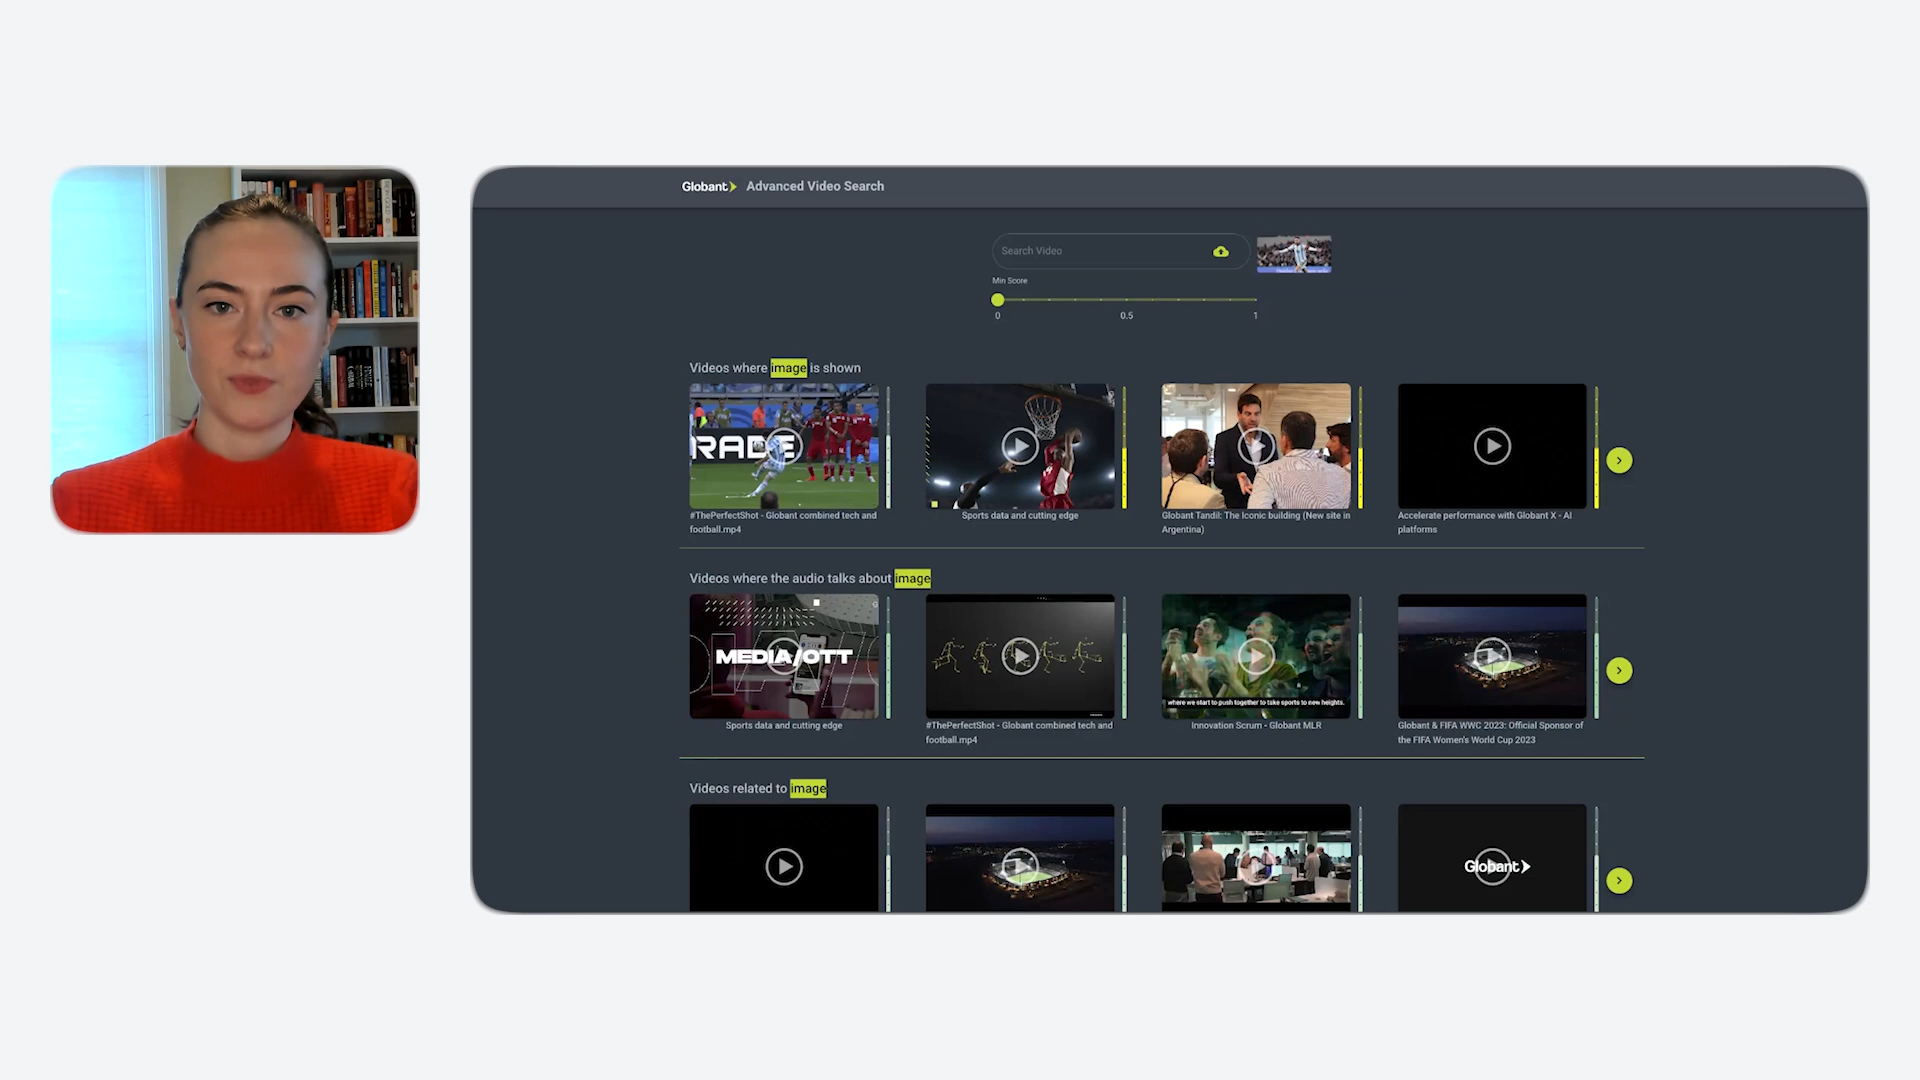 Globant Advanced Video Search
Search Video
Min Score
0 0.5 1
Videos where image is shown
RADE
#ThePerfectShot - Globant combined tech and
football.mp4
Sports data and cutting edge
Globant Tandil: The Iconic building (New site in
Argentina)
Accelerate performance with Globant X - AI
platforms
Videos where the audio talks about image
MEDIA/OTT
Sports data and cutting edge
#ThePerfectShot - Globant combined tech and
football.mp4
where we start to push together to take sports to new heights.
Innovation Scrum - Globant MLR
Globant & FIFA WWC 2023: Official Sponsor of
the FIFA Women's World Cup 2023
Videos related to image
Globant